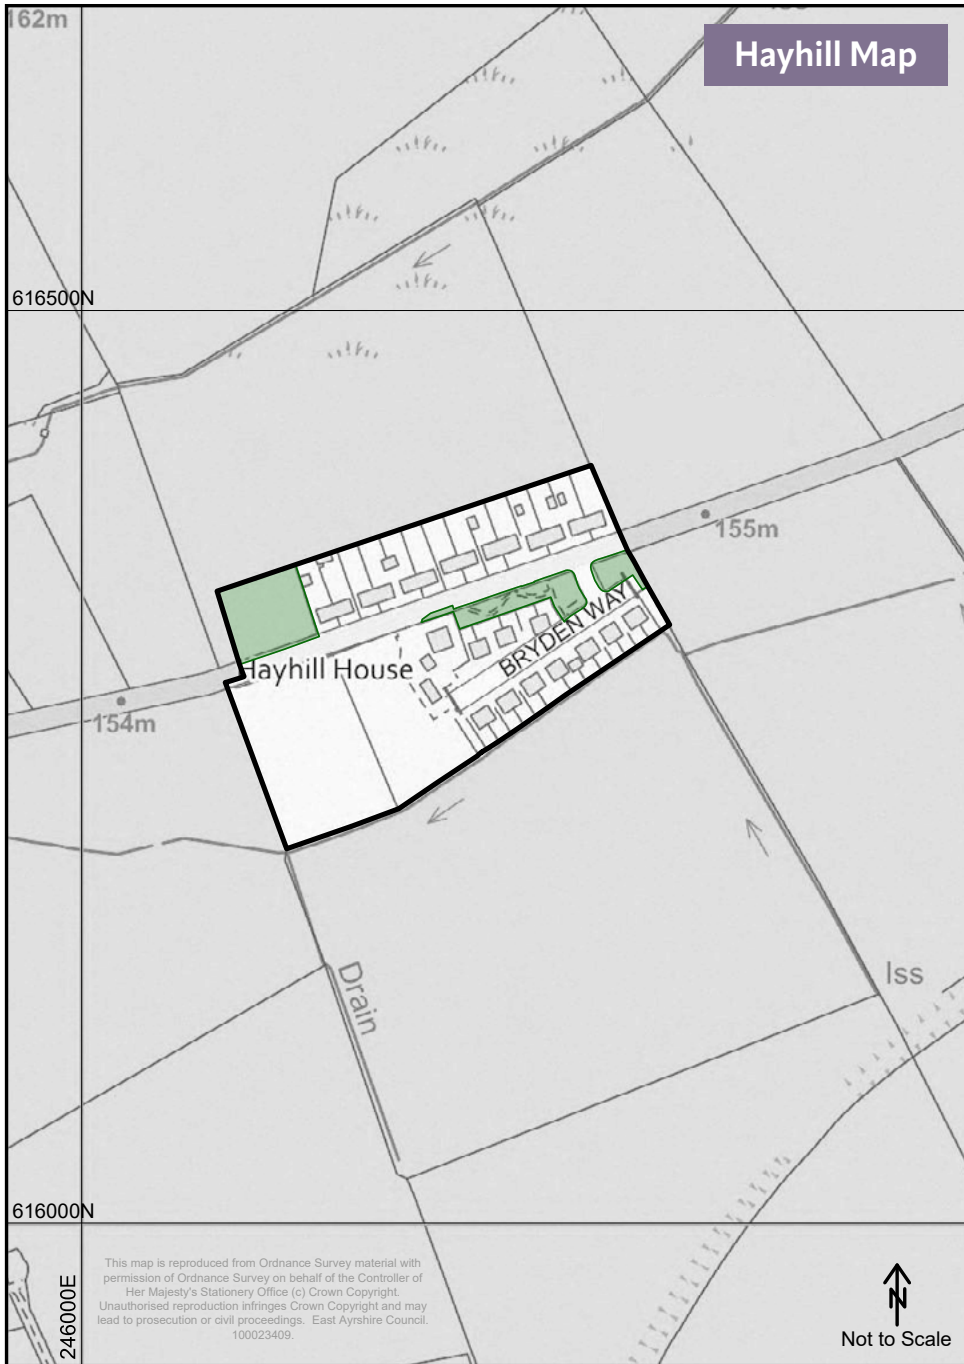 162m
Iss
Hayhill Map
616500N
155m
BRYDEN WAY
Hayhill House
154m
Iss
Drain
616000N
246000E
This map is reproduced from Ordnance Survey material with
permission of Ordnance Survey on behalf of the Controller of
Her Majesty's Stationery Office (c) Crown Copyright.
Unauthorised reproduction infringes Crown Copyright and may
lead to prosecution or civil proceedings. East Ayrshire Council.
100023409.
N
Not to Scale